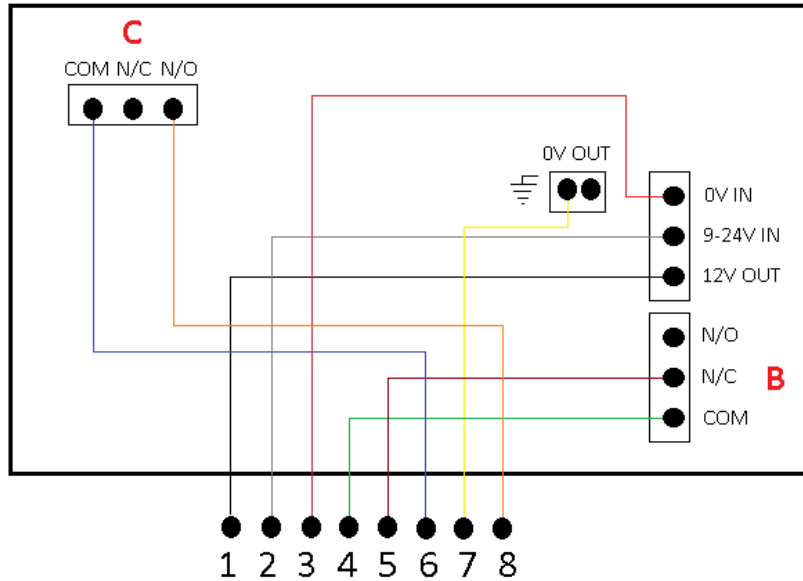 C
COM N/C N/O
0V OUT
0V IN
9-24V IN
12V OUT
N/O
N/C
B
COM
1 2 3 4 5 6 7 8